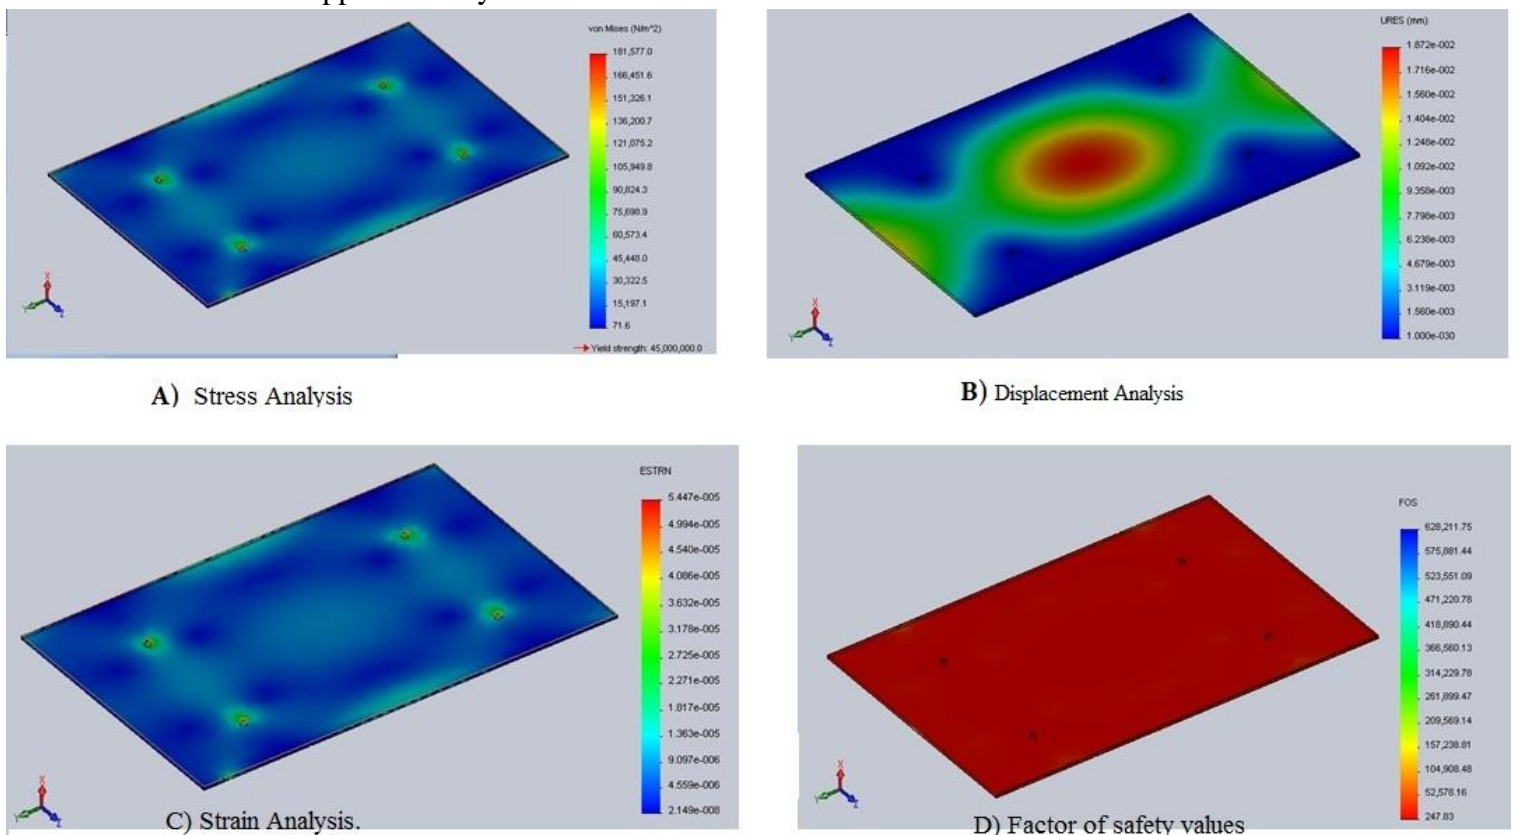 von Mises (N/m^2)
181,577.0
166,451.6
151,326.1
136,200.7
121,075.2
105,949.8
90,824.3
75,698.9
60,573.4
45,448.0
30,322.5
15,197.1
71.6
Yield strength: 45,000,000.0
X
Y
Z
A) Stress Analysis
URES (mm)
1.872e-002
1.716e-002
1.560e-002
1.404e-002
1.248e-002
1.092e-002
9.358e-003
7.798e-003
6.238e-003
4.679e-003
3.119e-003
1.560e-003
1.000e-030
X
Y
Z
B) Displacement Analysis
ESTRN
5.447e-005
4.994e-005
4.540e-005
4.086e-005
3.632e-005
3.178e-005
2.725e-005
2.271e-005
1.817e-005
1.363e-005
9.097e-006
4.559e-006
2.149e-008
X
Y
Z
C) Strain Analysis.
FOS
628,211.75
575,881.44
523,551.09
471,220.78
418,890.44
366,560.13
314,229.78
261,899.47
209,569.14
157,238.81
104,908.48
52,578.16
247.83
X
Y
Z
D) Factor of safety values